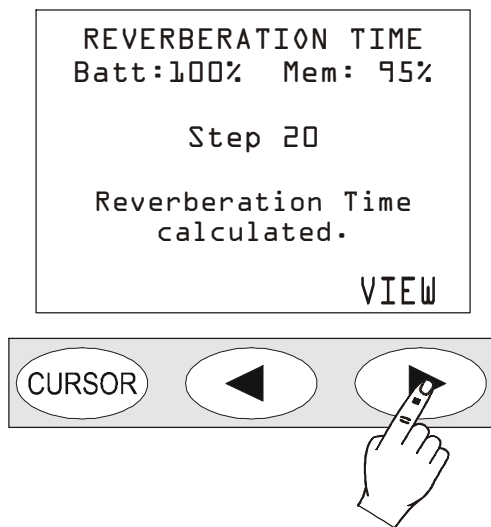 REVERBERATION TIME
Batt:100% Mem: 95%
Step 20
Reverberation Time
calculated.
VIEW
CURSOR